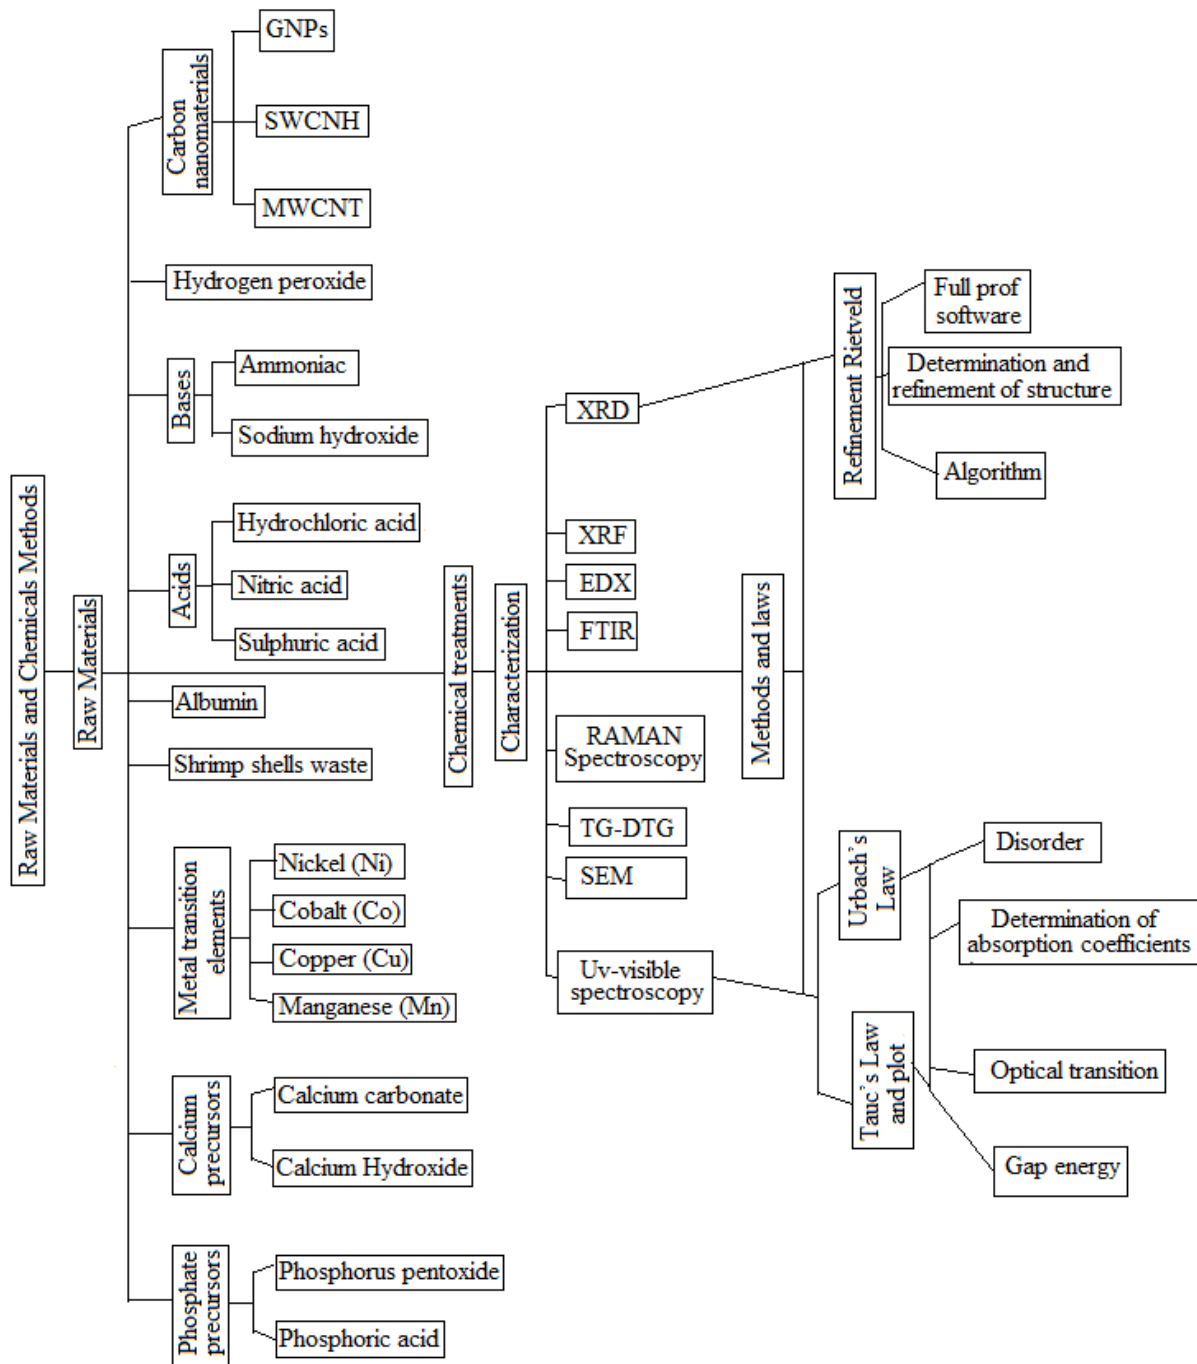 Raw Materials and Chemicals Methods
Raw Materials
Carbon
nanomaterials
GNPs
SWCNH
MWCNT
Hydrogen peroxide
Bases
Ammoniac
Sodium hydroxide
Acids
Hydrochloric acid
Nitric acid
Sulphuric acid
Albumin
Shrimp shells waste
Metal transition
elements
Nickel (Ni)
Cobalt (Co)
Copper (Cu)
Manganese (Mn)
Calcium
precursors
Calcium carbonate
Calcium Hydroxide
Phosphate
precursors
Phosphorus pentoxide
Phosphoric acid
Chemical treatments
Characterization
XRD
XRF
EDX
FTIR
RAMAN
Spectroscopy
TG-DTG
SEM
Uv-visible
spectroscopy
Methods and laws
Refinement Rietveld
Full prof
software
Determination and
refinement of structure
Algorithm
Urbach's
Law
Disorder
Determination of
absorption coefficients
Tauc's Law
and plot
Optical transition
Gap energy